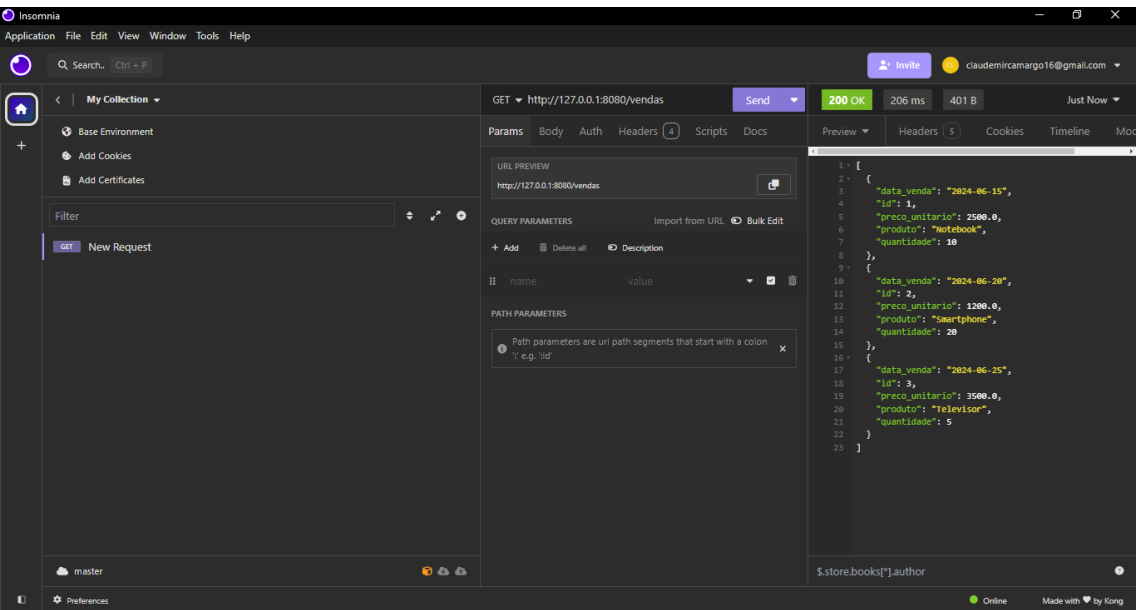 Insomnia
Application File Edit View Window Tools Help
Search.. Ctrl + P
Invite
claudemircamargo16@gmail.com
My Collection
Base Environment
Add Cookies
Add Certificates
Filter
GET New Request
master
Preferences
GET http://127.0.0.1:8080/vendas Send
Params Body Auth Headers 4 Scripts Docs
URL PREVIEW
http://127.0.0.1:8080/vendas
QUERY PARAMETERS Import from URL Bulk Edit
+ Add Delete all Description
name value
PATH PARAMETERS
Path parameters are url path segments that start with a colon
':' e.g. ':id'
200 OK 206 ms 401 B Just Now
Preview Headers 5 Cookies Timeline Moc
1 [
2 {
3 "data_venda": "2024-06-15",
4 "id": 1,
5 "preco_unitario": 2500.0,
6 "produto": "Notebook",
7 "quantidade": 10
8 },
9 {
10 "data_venda": "2024-06-20",
11 "id": 2,
12 "preco_unitario": 1200.0,
13 "produto": "Smartphone",
14 "quantidade": 20
15 },
16 {
17 "data_venda": "2024-06-25",
18 "id": 3,
19 "preco_unitario": 3500.0,
20 "produto": "Televisor",
21 "quantidade": 5
22 }
23 ]
$.store.books[*].author
Online Made with ♥ by Kong